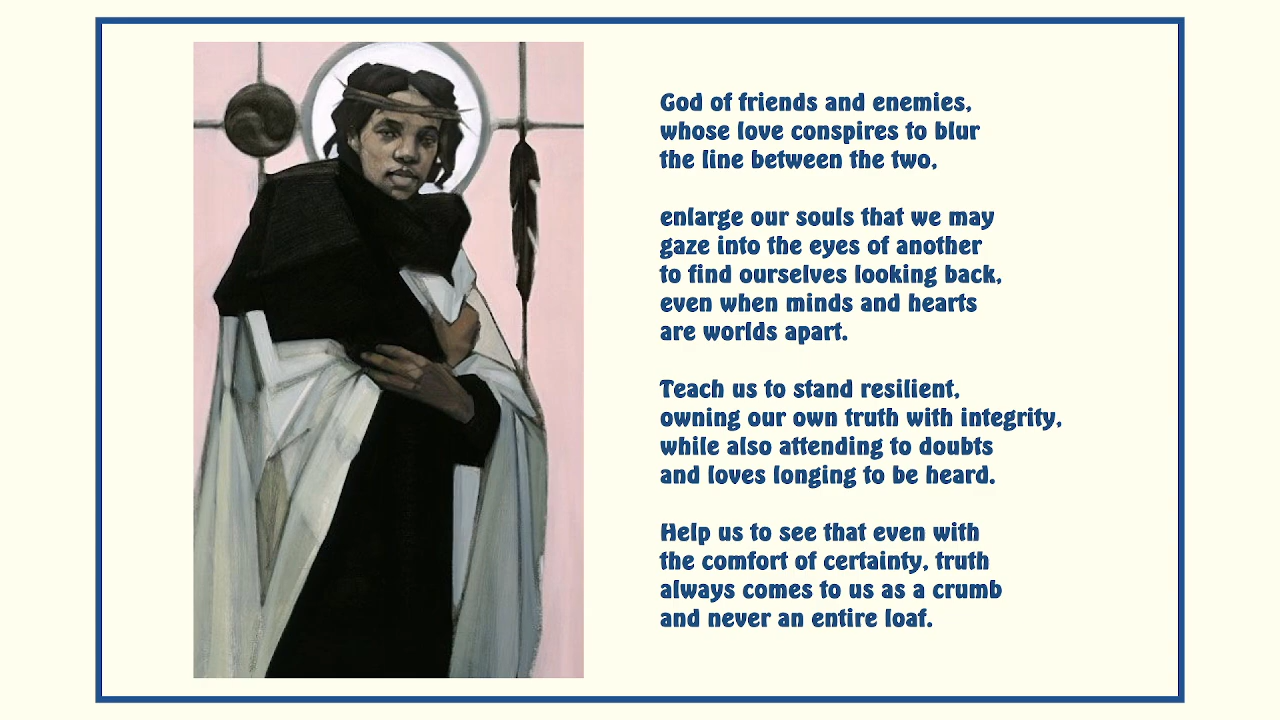 God of friends and enemies,
whose love conspires to blur
the line between the two,
enlarge our souls that we may
gaze into the eyes of another
to find ourselves looking back,
even when minds and hearts
are worlds apart.
Teach us to stand resilient,
owning our own truth with integrity,
while also attending to doubts
and loves longing to be heard.
Help us to see that even with
the comfort of certainty, truth
always comes to us as a crumb
and never an entire loaf.